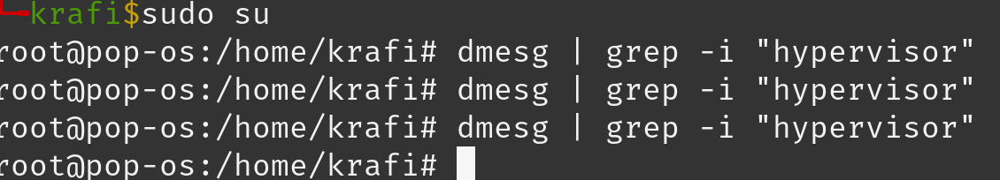 krafi$sudo su
root@pop-os:/home/krafi# dmesg | grep -i "hypervisor"
root@pop-os:/home/krafi# dmesg | grep -i "hypervisor"
root@pop-os:/home/krafi# dmesg | grep -i "hypervisor"
root@pop-os:/home/krafi#